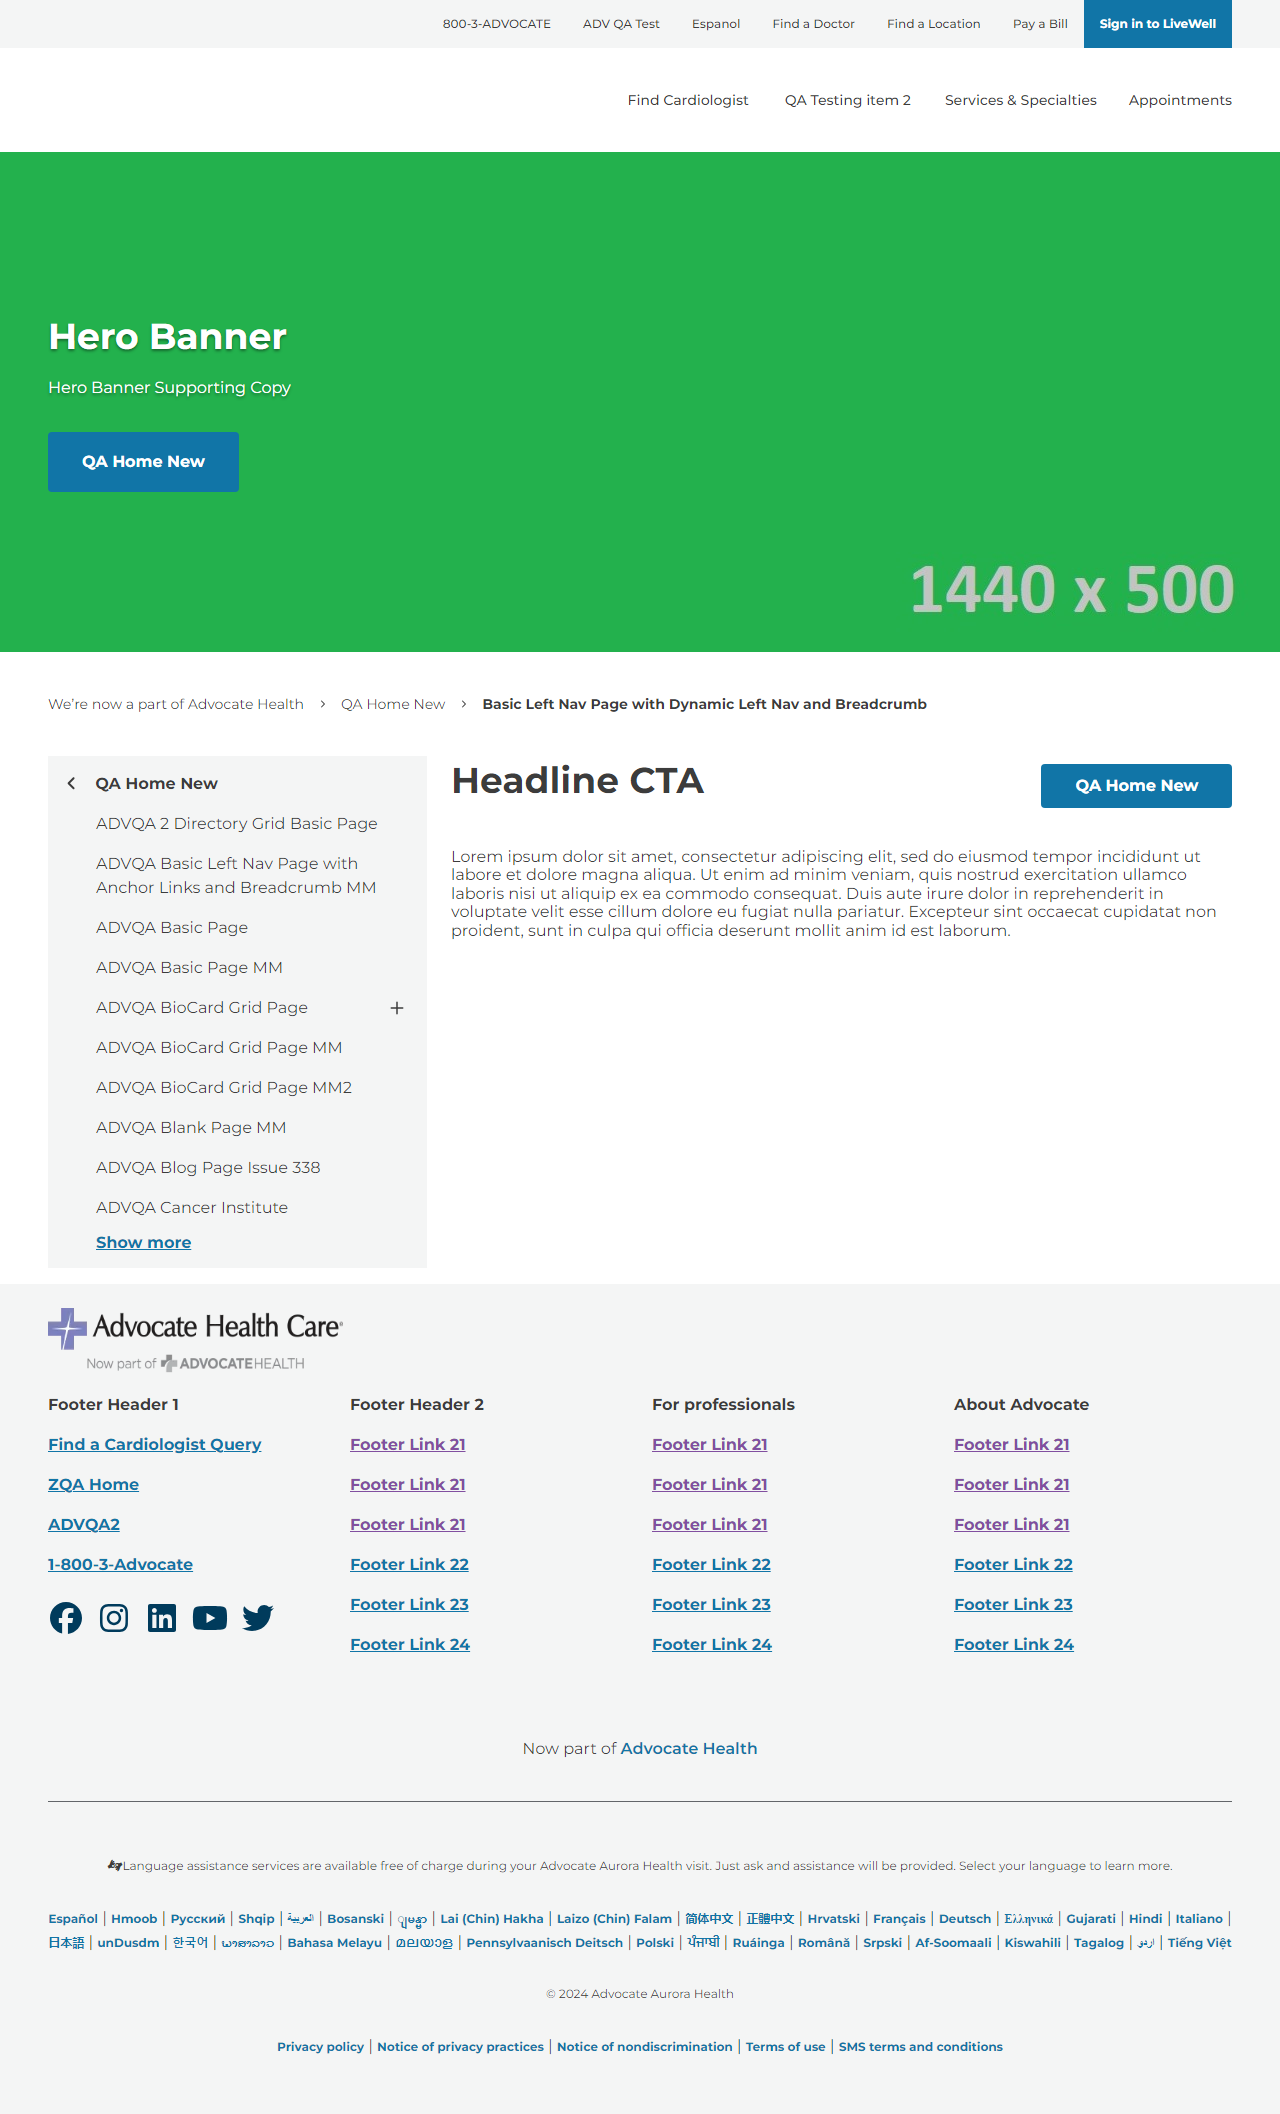 800-3-ADVOCATE ADV QA Test Espanol Find a Doctor Find a Location Pay a Bill Sign in to LiveWell
Find Cardiologist QA Testing item 2 Services & Specialties Appointments
Hero Banner
Hero Banner Supporting Copy
QA Home New
1440 x 500
We're now a part of Advocate Health > QA Home New > Basic Left Nav Page with Dynamic Left Nav and Breadcrumb
QA Home New
ADVQA 2 Directory Grid Basic Page
ADVQA Basic Left Nav Page with
Anchor Links and Breadcrumb MM
ADVQA Basic Page
ADVQA Basic Page MM
ADVQA BioCard Grid Page
ADVQA BioCard Grid Page MM
ADVQA BioCard Grid Page MM2
ADVQA Blank Page MM
ADVQA Blog Page Issue 338
ADVQA Cancer Institute
Show more
Headline CTA
QA Home New
Lorem ipsum dolor sit amet, consectetur adipiscing elit, sed do eiusmod tempor incididunt ut
labore et dolore magna aliqua. Ut enim ad minim veniam, quis nostrud exercitation ullamco
laboris nisi ut aliquip ex ea commodo consequat. Duis aute irure dolor in reprehenderit in
voluptate velit esse cillum dolore eu fugiat nulla pariatur. Excepteur sint occaecat cupidatat non
proident, sunt in culpa qui officia deserunt mollit anim id est laborum.
Advocate Health Care®
Now part of ADVOCATEHEALTH
Footer Header 1
Find a Cardiologist Query
ZQA Home
ADVQA2
1-800-3-Advocate
Footer Header 2
Footer Link 21
Footer Link 21
Footer Link 21
Footer Link 22
Footer Link 23
Footer Link 24
For professionals
Footer Link 21
Footer Link 21
Footer Link 21
Footer Link 22
Footer Link 23
Footer Link 24
About Advocate
Footer Link 21
Footer Link 21
Footer Link 21
Footer Link 22
Footer Link 23
Footer Link 24
Now part of Advocate Health
Language assistance services are available free of charge during your Advocate Aurora Health visit. Just ask and assistance will be provided. Select your language to learn more.
Español | Hmoob | Русский | Shqip | العربية | Bosanski | ျမန္မာ | Lai (Chin) Hakha | Laizo (Chin) Falam | 简体中文 | 正體中文 | Hrvatski | Français | Deutsch | Ελληνικά | Gujarati | Hindi | Italiano |
日本語 | unDusdm | 한국어 | ພາສາລາວ | Bahasa Melayu | മലയാള | Pennsylvaanisch Deitsch | Polski | ਪੰਜਾਬੀ | Ruáinga | Română | Srpski | Af-Soomaali | Kiswahili | Tagalog | اردو | Tiếng Việt
© 2024 Advocate Aurora Health
Privacy policy | Notice of privacy practices | Notice of nondiscrimination | Terms of use | SMS terms and conditions